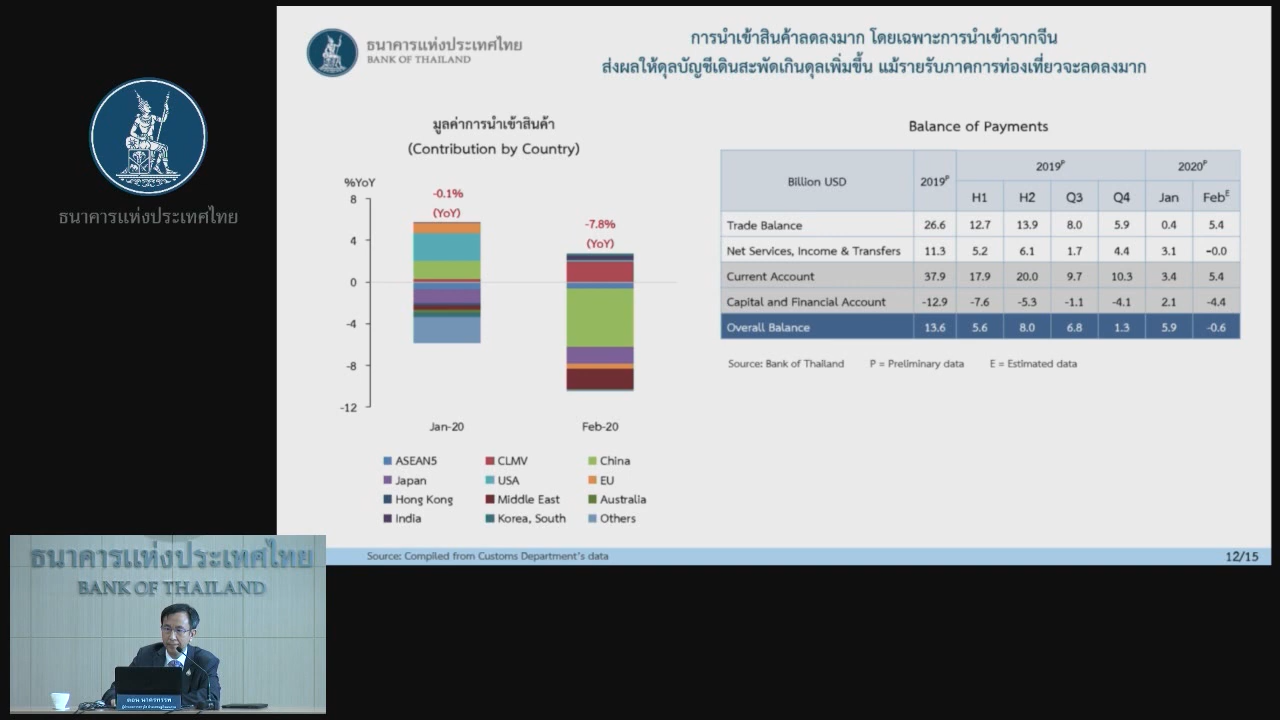 ธนาคารแห่งประเทศไทย
ธนาคารแห่งประเทศไทย
BANK OF THAILAND
การนำเข้าสินค้าลดลงมาก โดยเฉพาะการนำเข้าจากจีน
ส่งผลให้ดุลบัญชีเดินสะพัดเกินดุลเพิ่มขึ้น แม้รายรับภาคการท่องเที่ยวจะลดลงมาก
มูลค่าการนำเข้าสินค้า
(Contribution by Country)
%YoY
8
4
0
-4
-8
-12
-0.1%
(YoY)
-7.8%
(YoY)
Jan-20 Feb-20
ASEAN5 CLMV China
Japan USA EU
Hong Kong Middle East Australia
India Korea, South Others
Balance of Payments
Billion USD 2019P 2019P 2020P
H1 H2 Q3 Q4 Jan FebE
Trade Balance 26.6 12.7 13.9 8.0 5.9 0.4 5.4
Net Services, Income & Transfers 11.3 5.2 6.1 1.7 4.4 3.1 -0.0
Current Account 37.9 17.9 20.0 9.7 10.3 3.4 5.4
Capital and Financial Account -12.9 -7.6 -5.3 -1.1 -4.1 2.1 -4.4
Overall Balance 13.6 5.6 8.0 6.8 1.3 5.9 -0.6
Source: Bank of Thailand P = Preliminary data E = Estimated data
Source: Compiled from Customs Department's data
12/15
ธนาคารแห่งประเทศไทย
BANK OF THAILAND
ดอน นาครทรรพ